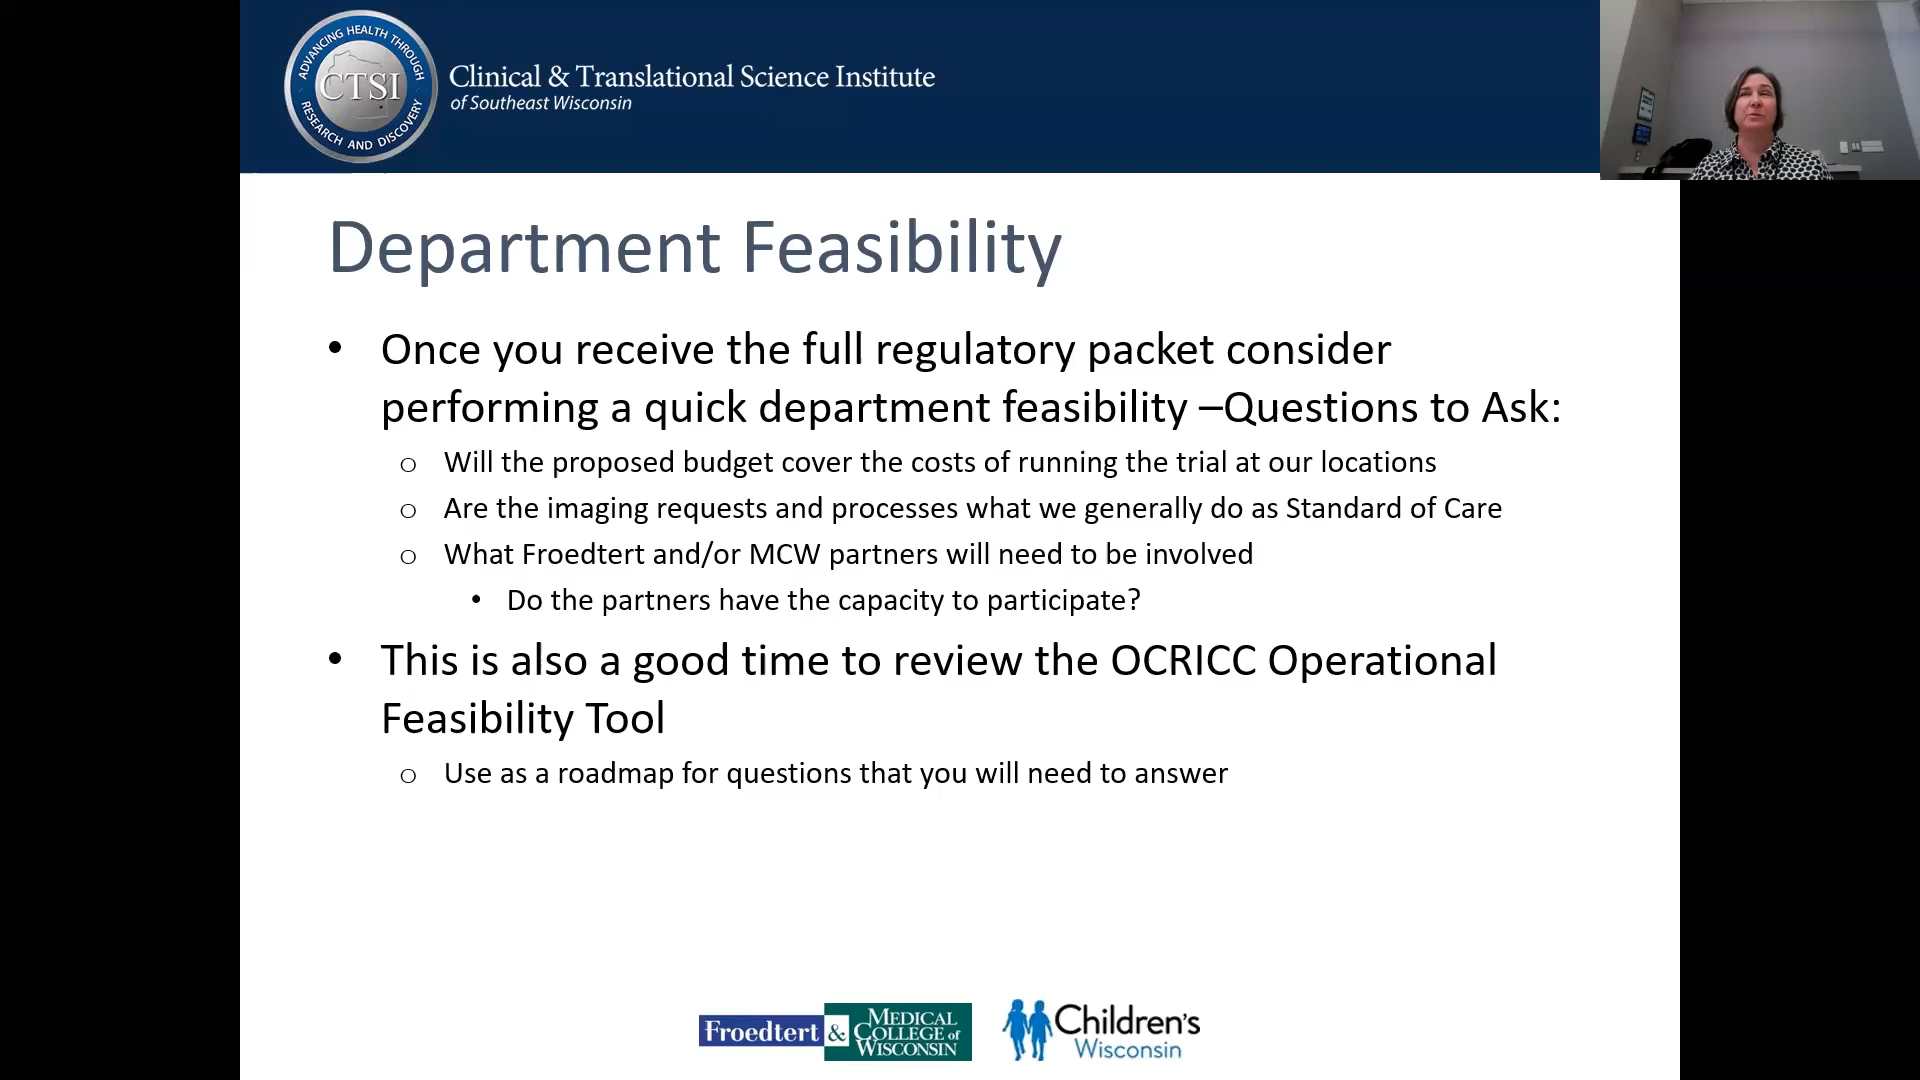 ADVANCING HEALTH THROUGH
CTSI
RESEARCH AND DISCOVERY
Clinical & Translational Science Institute
of Southeast Wisconsin
Department Feasibility
• Once you receive the full regulatory packet consider
performing a quick department feasibility –Questions to Ask:
o Will the proposed budget cover the costs of running the trial at our locations
o Are the imaging requests and processes what we generally do as Standard of Care
o What Froedtert and/or MCW partners will need to be involved
• Do the partners have the capacity to participate?
• This is also a good time to review the OCRICC Operational
Feasibility Tool
o Use as a roadmap for questions that you will need to answer
Froedtert & MEDICAL
COLLEGE of
WISCONSIN
Children's
Wisconsin